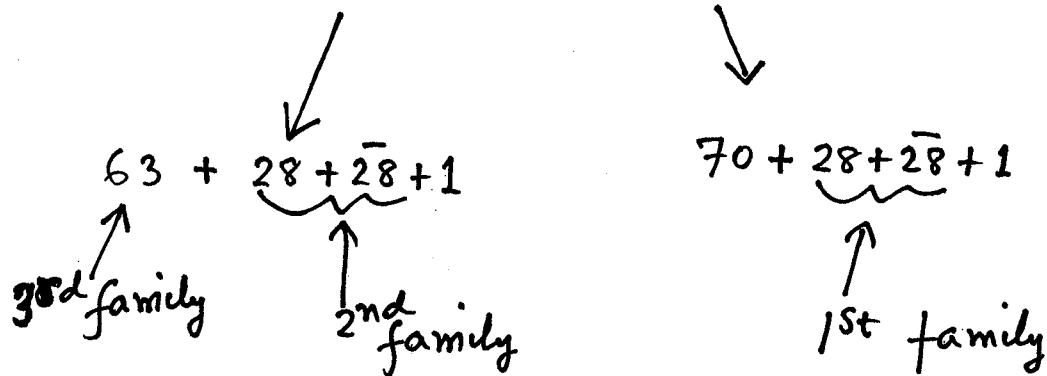 63 + 28 + 2̅8̅ + 1
70 + 28 + 2̅8̅ + 1
3rd family
2nd family
1st family